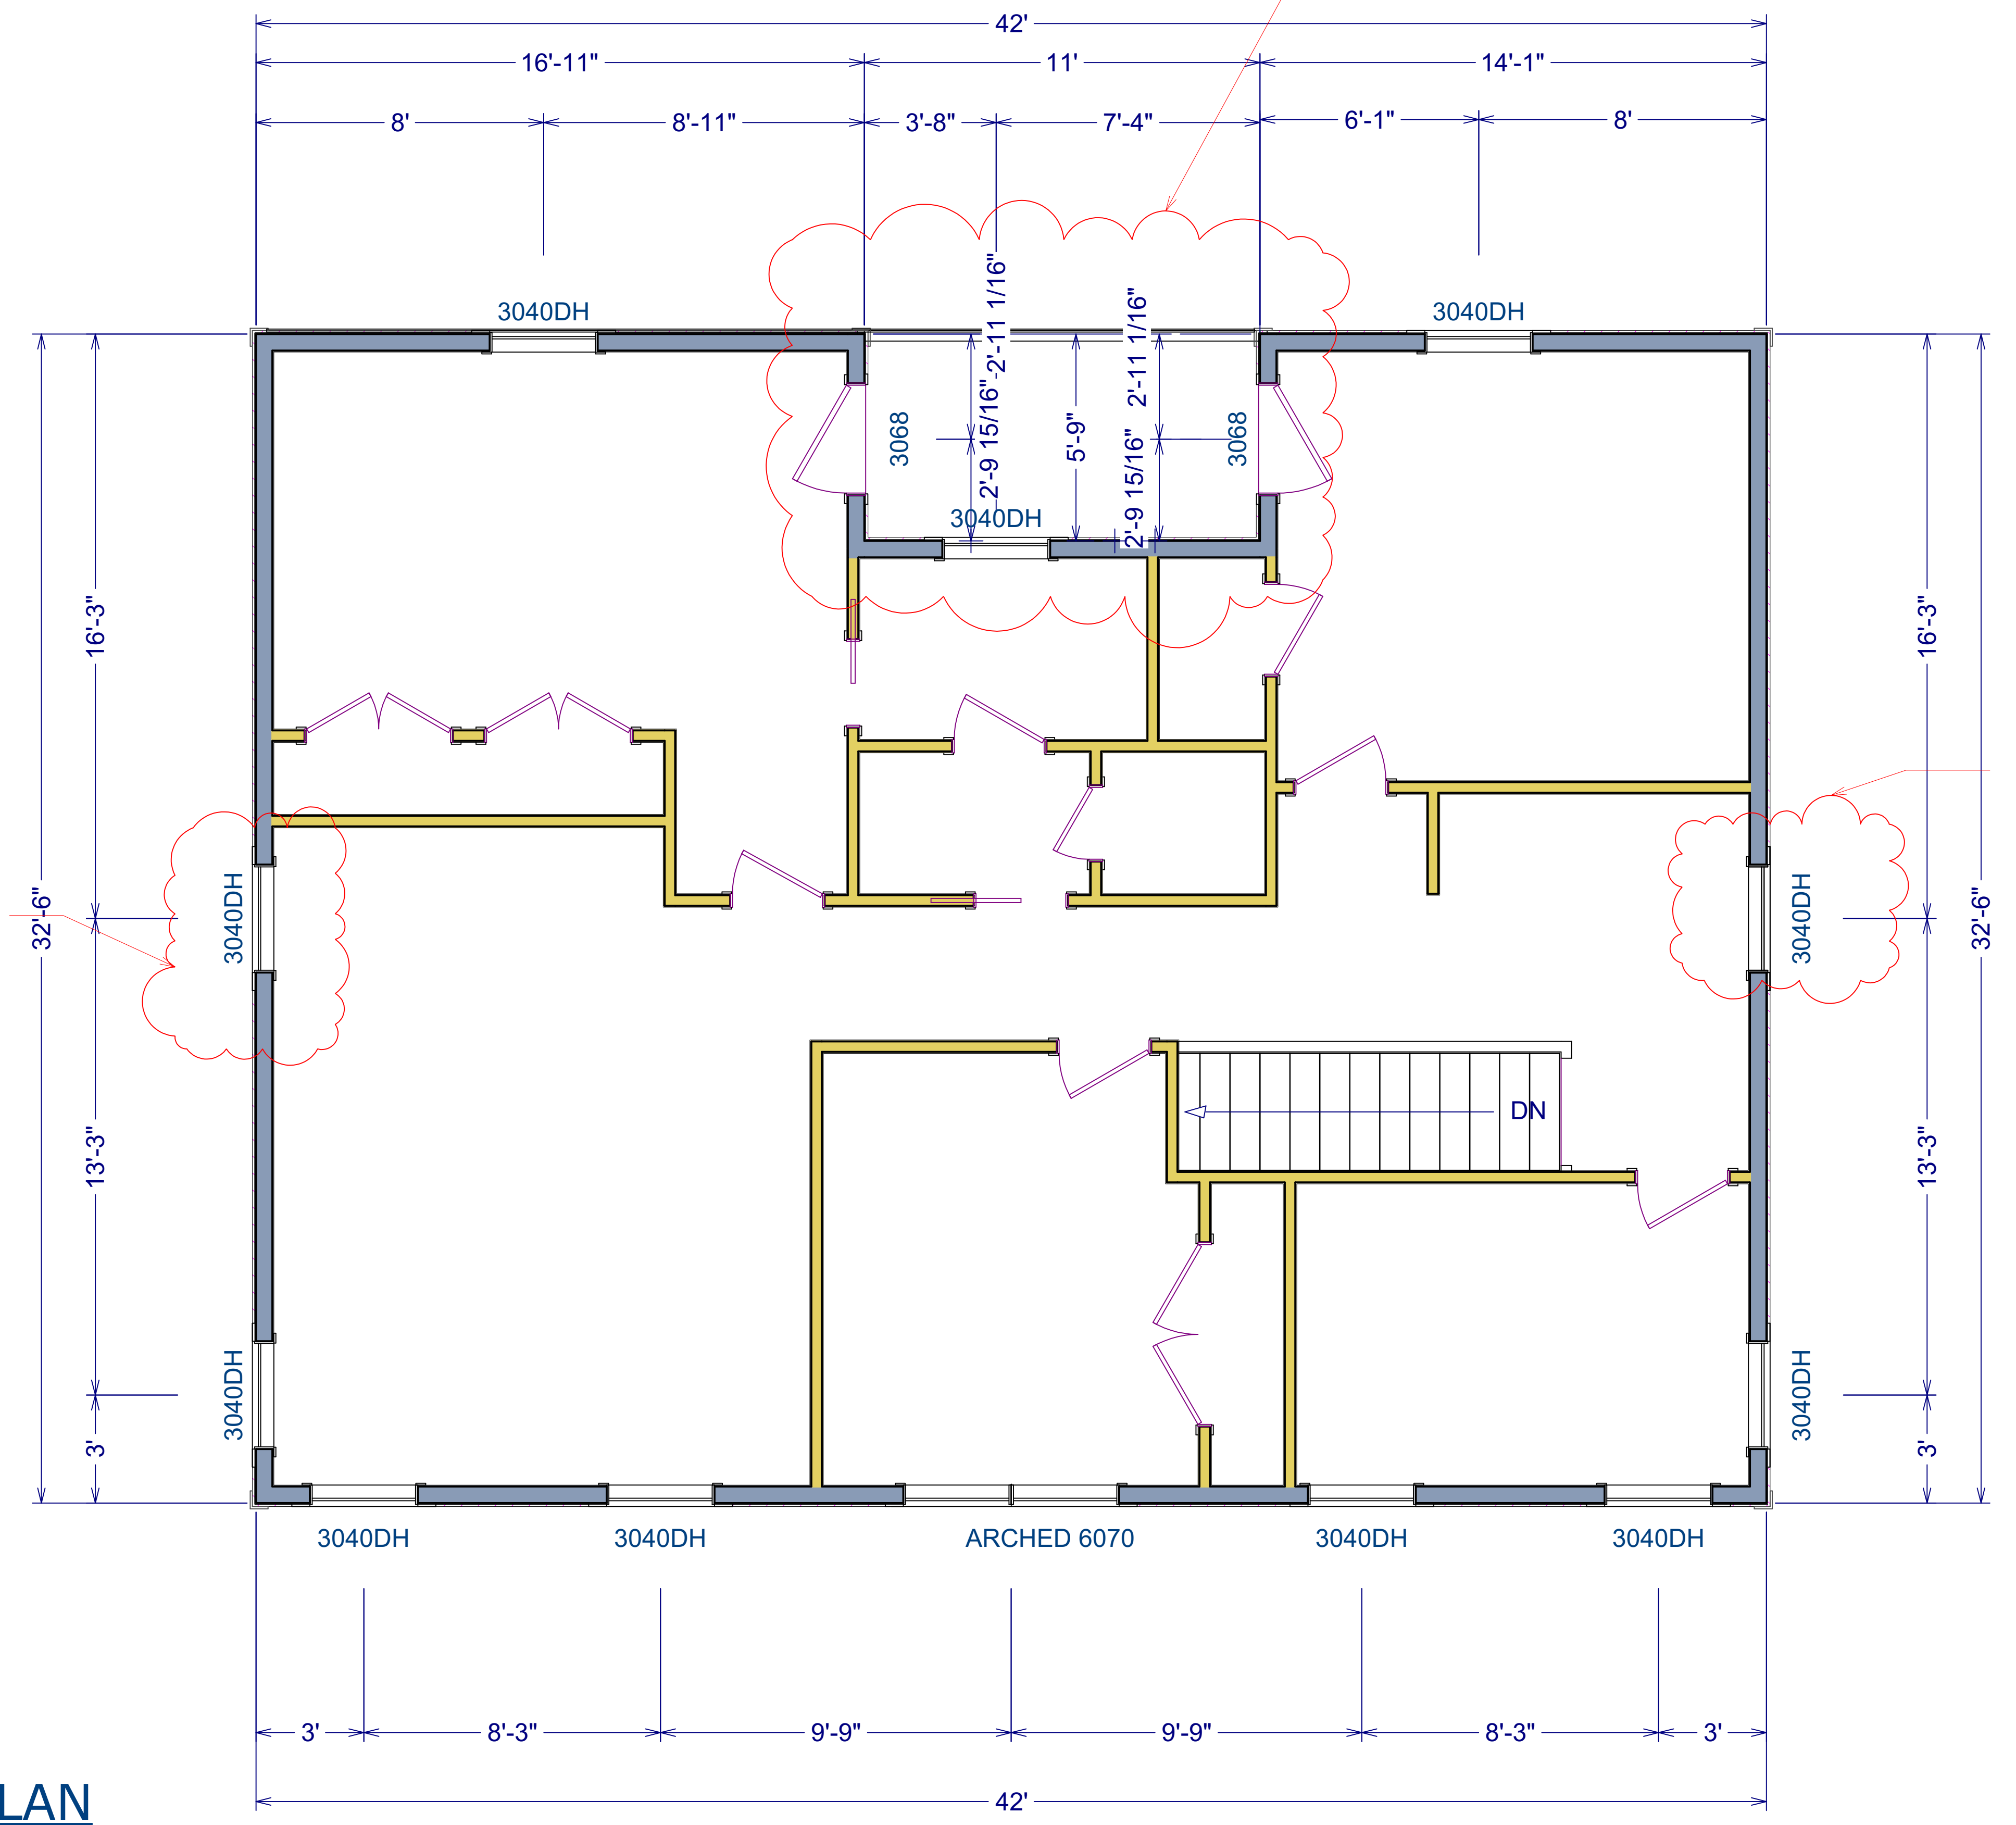 42'
16'-11"
11'
14'-1"
8'
8'-11"
3'-8"
7'-4"
6'-1"
8'
3040DH
3040DH
2'-11 1/16"
2'-11 1/16"
3068
2'-9 15/16"
5'-9"
2'-9 15/16"
3068
3040DH
16'-3"
16'-3"
32'-6"
3040DH
3040DH
32'-6"
DN
13'-3"
13'-3"
3040DH
3040DH
3'
3'
3040DH
3040DH
ARCHED 6070
3040DH
3040DH
3'
8'-3"
9'-9"
9'-9"
8'-3"
3'
42'
LAN